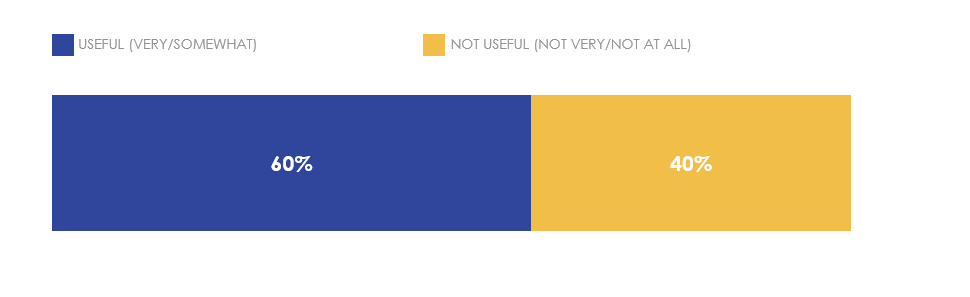 USEFUL (VERY/SOMEWHAT)
NOT USEFUL (NOT VERY/NOT AT ALL)
60%
40%